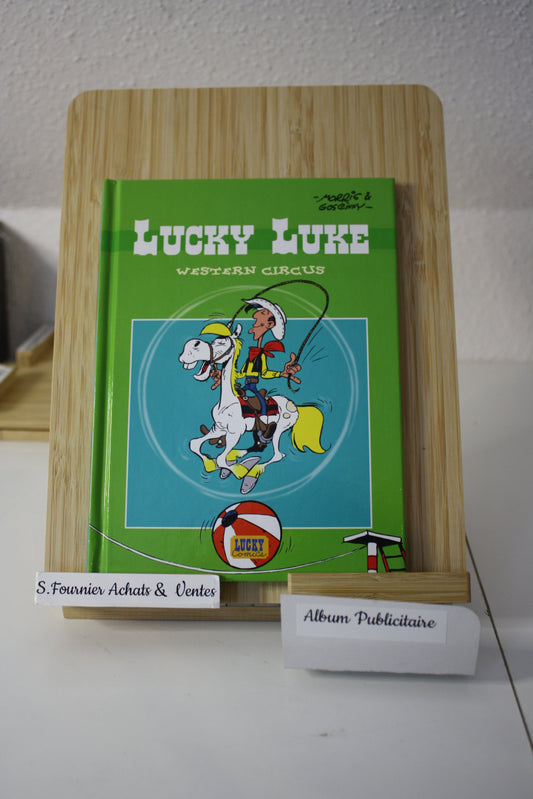 -MORRIS &
GOSCINNY-
LUCKY LUKE
WESTERN CIRCUS
LUCKY
Comics
S.Fournier Achats & Ventes
Album Publicitaire